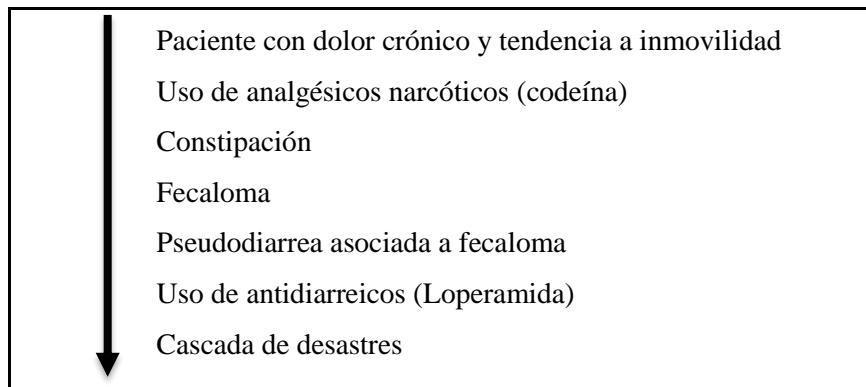 Paciente con dolor crónico y tendencia a inmovilidad
Uso de analgésicos narcóticos (codeína)
Constipación
Fecaloma
Pseudodiarrea asociada a fecaloma
Uso de antidiarreicos (Loperamida)
Cascada de desastres